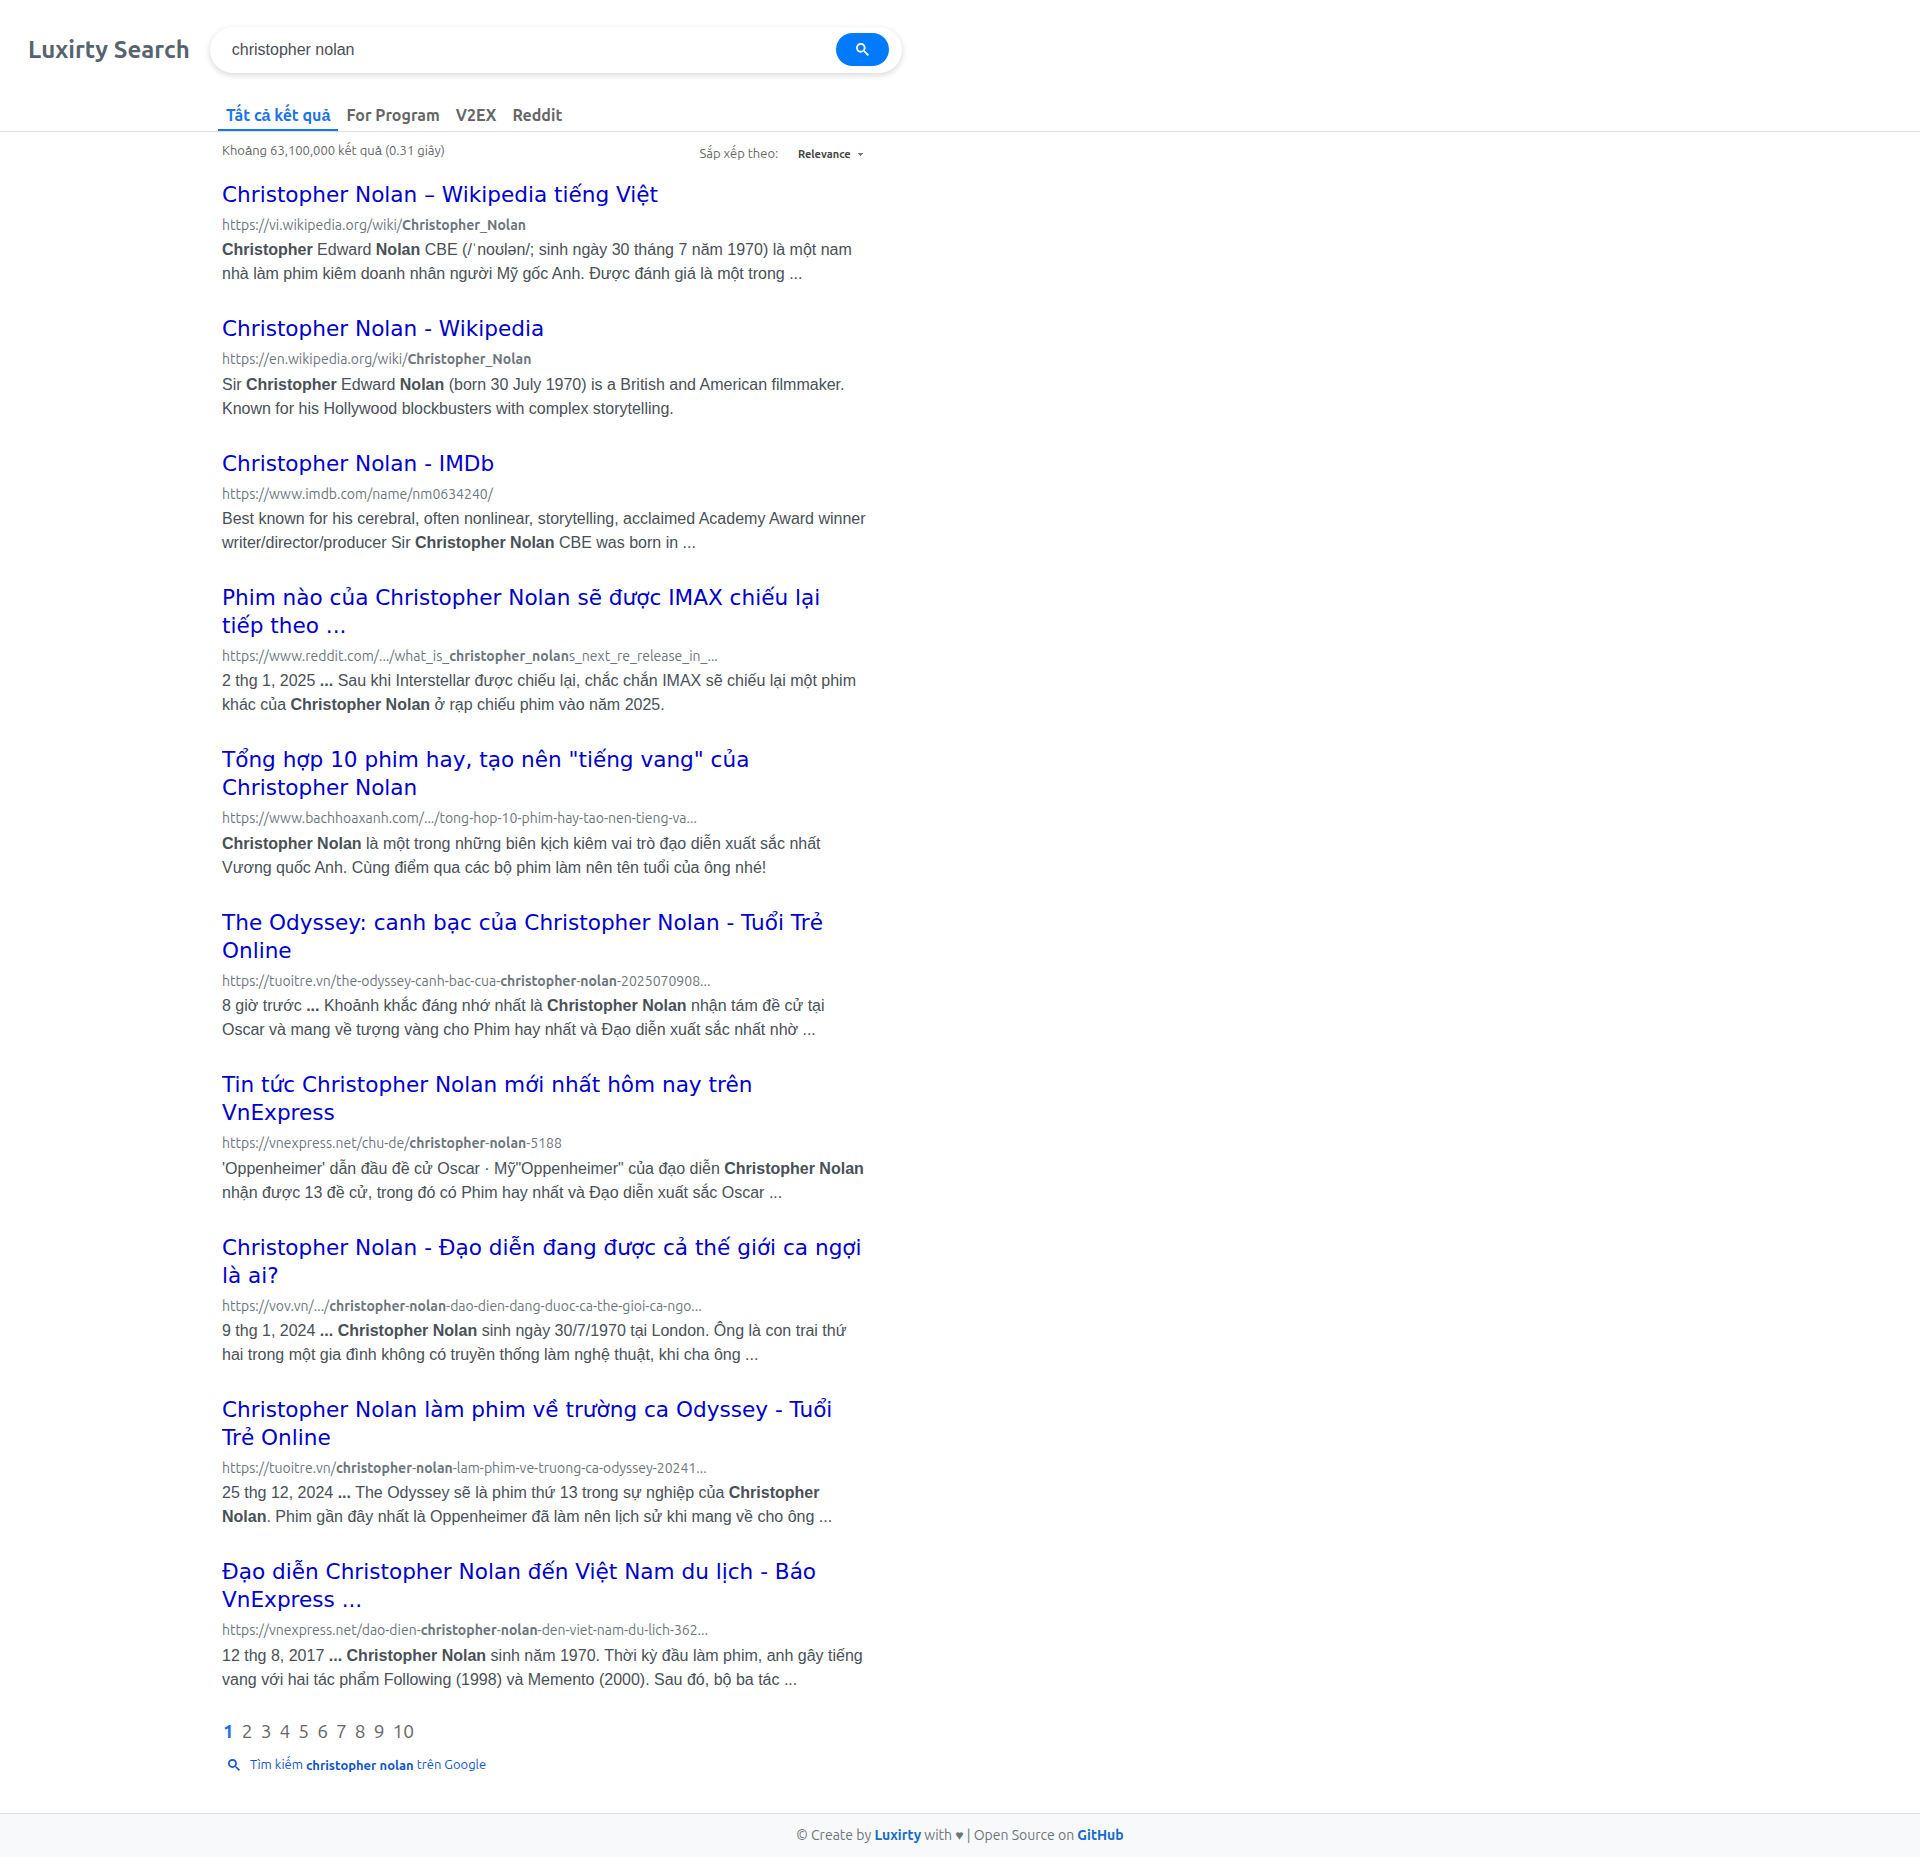 Luxirty Search
christopher nolan
Tất cả kết quả For Program V2EX Reddit
Khoảng 63,100,000 kết quả (0.31 giây)
Sắp xếp theo: Relevance
Christopher Nolan – Wikipedia tiếng Việt
https://vi.wikipedia.org/wiki/Christopher_Nolan
Christopher Edward Nolan CBE (/ˈnoʊlən/; sinh ngày 30 tháng 7 năm 1970) là một nam
nhà làm phim kiêm doanh nhân người Mỹ gốc Anh. Được đánh giá là một trong ...
Christopher Nolan - Wikipedia
https://en.wikipedia.org/wiki/Christopher_Nolan
Sir Christopher Edward Nolan (born 30 July 1970) is a British and American filmmaker.
Known for his Hollywood blockbusters with complex storytelling.
Christopher Nolan - IMDb
https://www.imdb.com/name/nm0634240/
Best known for his cerebral, often nonlinear, storytelling, acclaimed Academy Award winner
writer/director/producer Sir Christopher Nolan CBE was born in ...
Phim nào của Christopher Nolan sẽ được IMAX chiếu lại
tiếp theo ...
https://www.reddit.com/.../what_is_christopher_nolans_next_re_release_in_...
2 thg 1, 2025 ... Sau khi Interstellar được chiếu lại, chắc chắn IMAX sẽ chiếu lại một phim
khác của Christopher Nolan ở rạp chiếu phim vào năm 2025.
Tổng hợp 10 phim hay, tạo nên "tiếng vang" của
Christopher Nolan
https://www.bachhoaxanh.com/.../tong-hop-10-phim-hay-tao-nen-tieng-va...
Christopher Nolan là một trong những biên kịch kiêm vai trò đạo diễn xuất sắc nhất
Vương quốc Anh. Cùng điểm qua các bộ phim làm nên tên tuổi của ông nhé!
The Odyssey: canh bạc của Christopher Nolan - Tuổi Trẻ
Online
https://tuoitre.vn/the-odyssey-canh-bac-cua-christopher-nolan-2025070908...
8 giờ trước ... Khoảnh khắc đáng nhớ nhất là Christopher Nolan nhận tám đề cử tại
Oscar và mang về tượng vàng cho Phim hay nhất và Đạo diễn xuất sắc nhất nhờ ...
Tin tức Christopher Nolan mới nhất hôm nay trên
VnExpress
https://vnexpress.net/chu-de/christopher-nolan-5188
'Oppenheimer' dẫn đầu đề cử Oscar · Mỹ"Oppenheimer" của đạo diễn Christopher Nolan
nhận được 13 đề cử, trong đó có Phim hay nhất và Đạo diễn xuất sắc Oscar ...
Christopher Nolan - Đạo diễn đang được cả thế giới ca ngợi
là ai?
https://vov.vn/.../christopher-nolan-dao-dien-dang-duoc-ca-the-gioi-ca-ngo...
9 thg 1, 2024 ... Christopher Nolan sinh ngày 30/7/1970 tại London. Ông là con trai thứ
hai trong một gia đình không có truyền thống làm nghệ thuật, khi cha ông ...
Christopher Nolan làm phim về trường ca Odyssey - Tuổi
Trẻ Online
https://tuoitre.vn/christopher-nolan-lam-phim-ve-truong-ca-odyssey-20241...
25 thg 12, 2024 ... The Odyssey sẽ là phim thứ 13 trong sự nghiệp của Christopher
Nolan. Phim gần đây nhất là Oppenheimer đã làm nên lịch sử khi mang về cho ông ...
Đạo diễn Christopher Nolan đến Việt Nam du lịch - Báo
VnExpress ...
https://vnexpress.net/dao-dien-christopher-nolan-den-viet-nam-du-lich-362...
12 thg 8, 2017 ... Christopher Nolan sinh năm 1970. Thời kỳ đầu làm phim, anh gây tiếng
vang với hai tác phẩm Following (1998) và Memento (2000). Sau đó, bộ ba tác ...
1 2 3 4 5 6 7 8 9 10
Tìm kiếm christopher nolan trên Google
© Create by Luxirty with ♥ | Open Source on GitHub